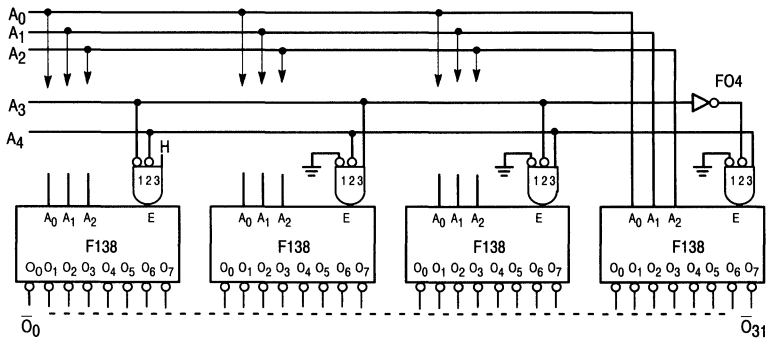 A0
A1
A2
A3
FO4
A4
H
1 2 3
1 2 3
1 2 3
1 2 3
A0 A1 A2 E
A0 A1 A2 E
A0 A1 A2 E
A0 A1 A2 E
F138
F138
F138
F138
O0 O1 O2 O3 O4 O5 O6 O7
O0 O1 O2 O3 O4 O5 O6 O7
O0 O1 O2 O3 O4 O5 O6 O7
O0 O1 O2 O3 O4 O5 O6 O7
O̅0
O̅31